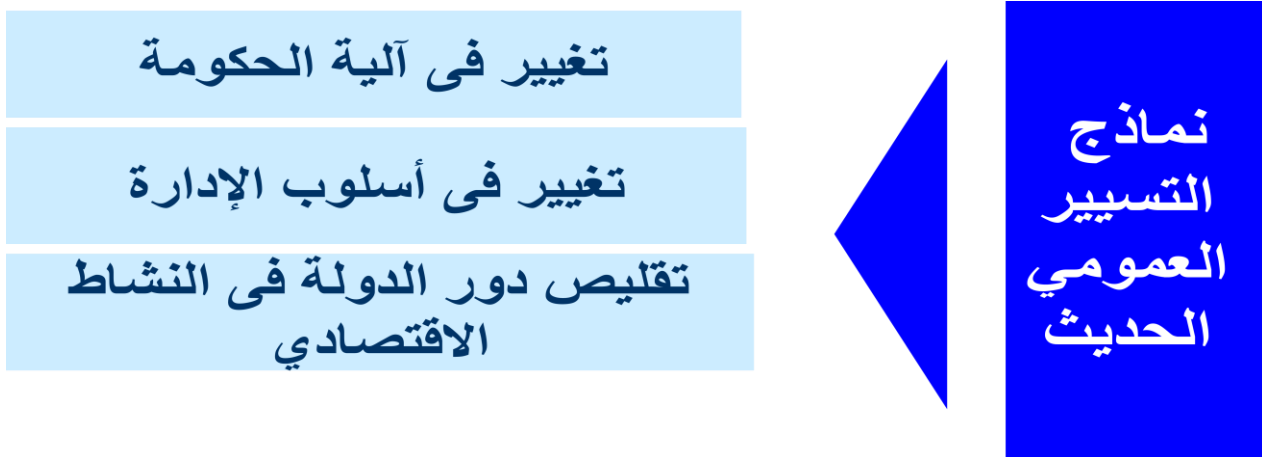 نماذج
التسيير
العمومي
الحديث
تغيير فى آلية الحكومة
تغيير فى أسلوب الإدارة
تقليص دور الدولة فى النشاط
الاقتصادي